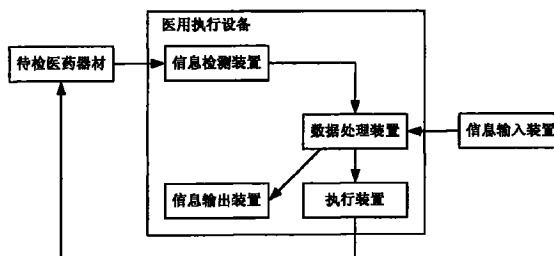 医用执行设备
待检医药器材
信息检测装置
数据处理装置
信息输入装置
信息输出装置
执行装置